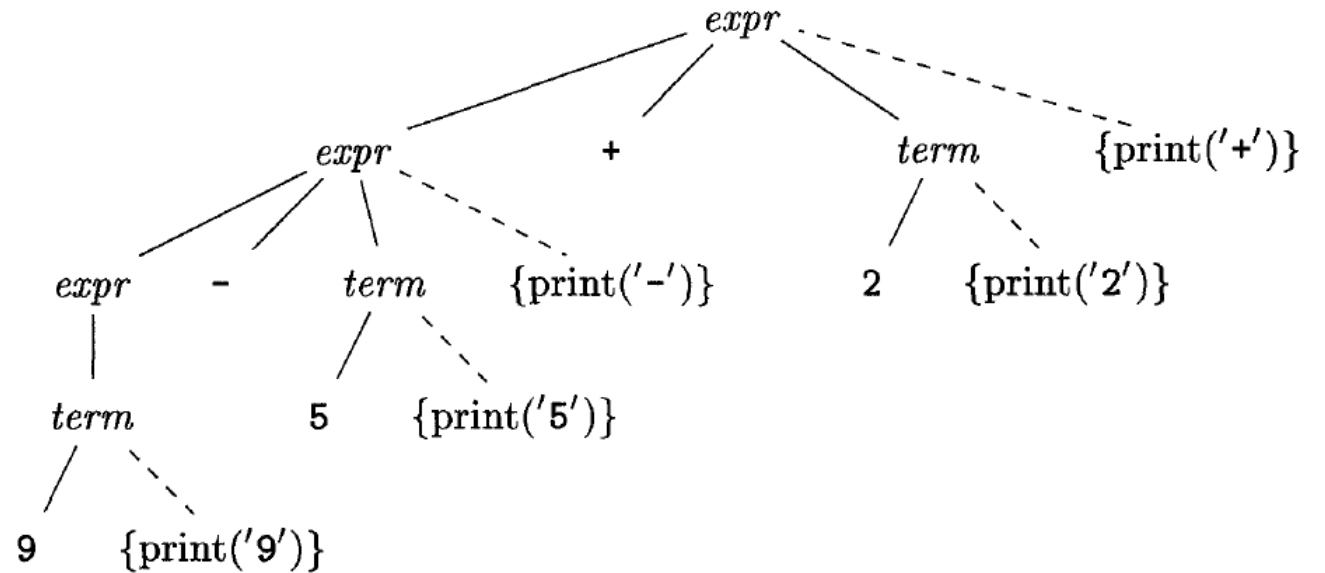 expr
expr + term {print('+')}
expr - term {print('-')} 2 {print('2')}
term 5 {print('5')}
9 {print('9')}